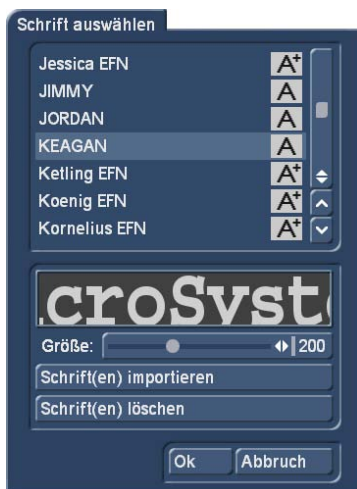 Schrift auswählen
Jessica EFN A+
JIMMY A
JORDAN A
KEAGAN A
Ketling EFN A+
Koenig EFN A+
Kornelius EFN A+
croSyst
Größe: 200
Schrift(en) importieren
Schrift(en) löschen
Ok Abbruch